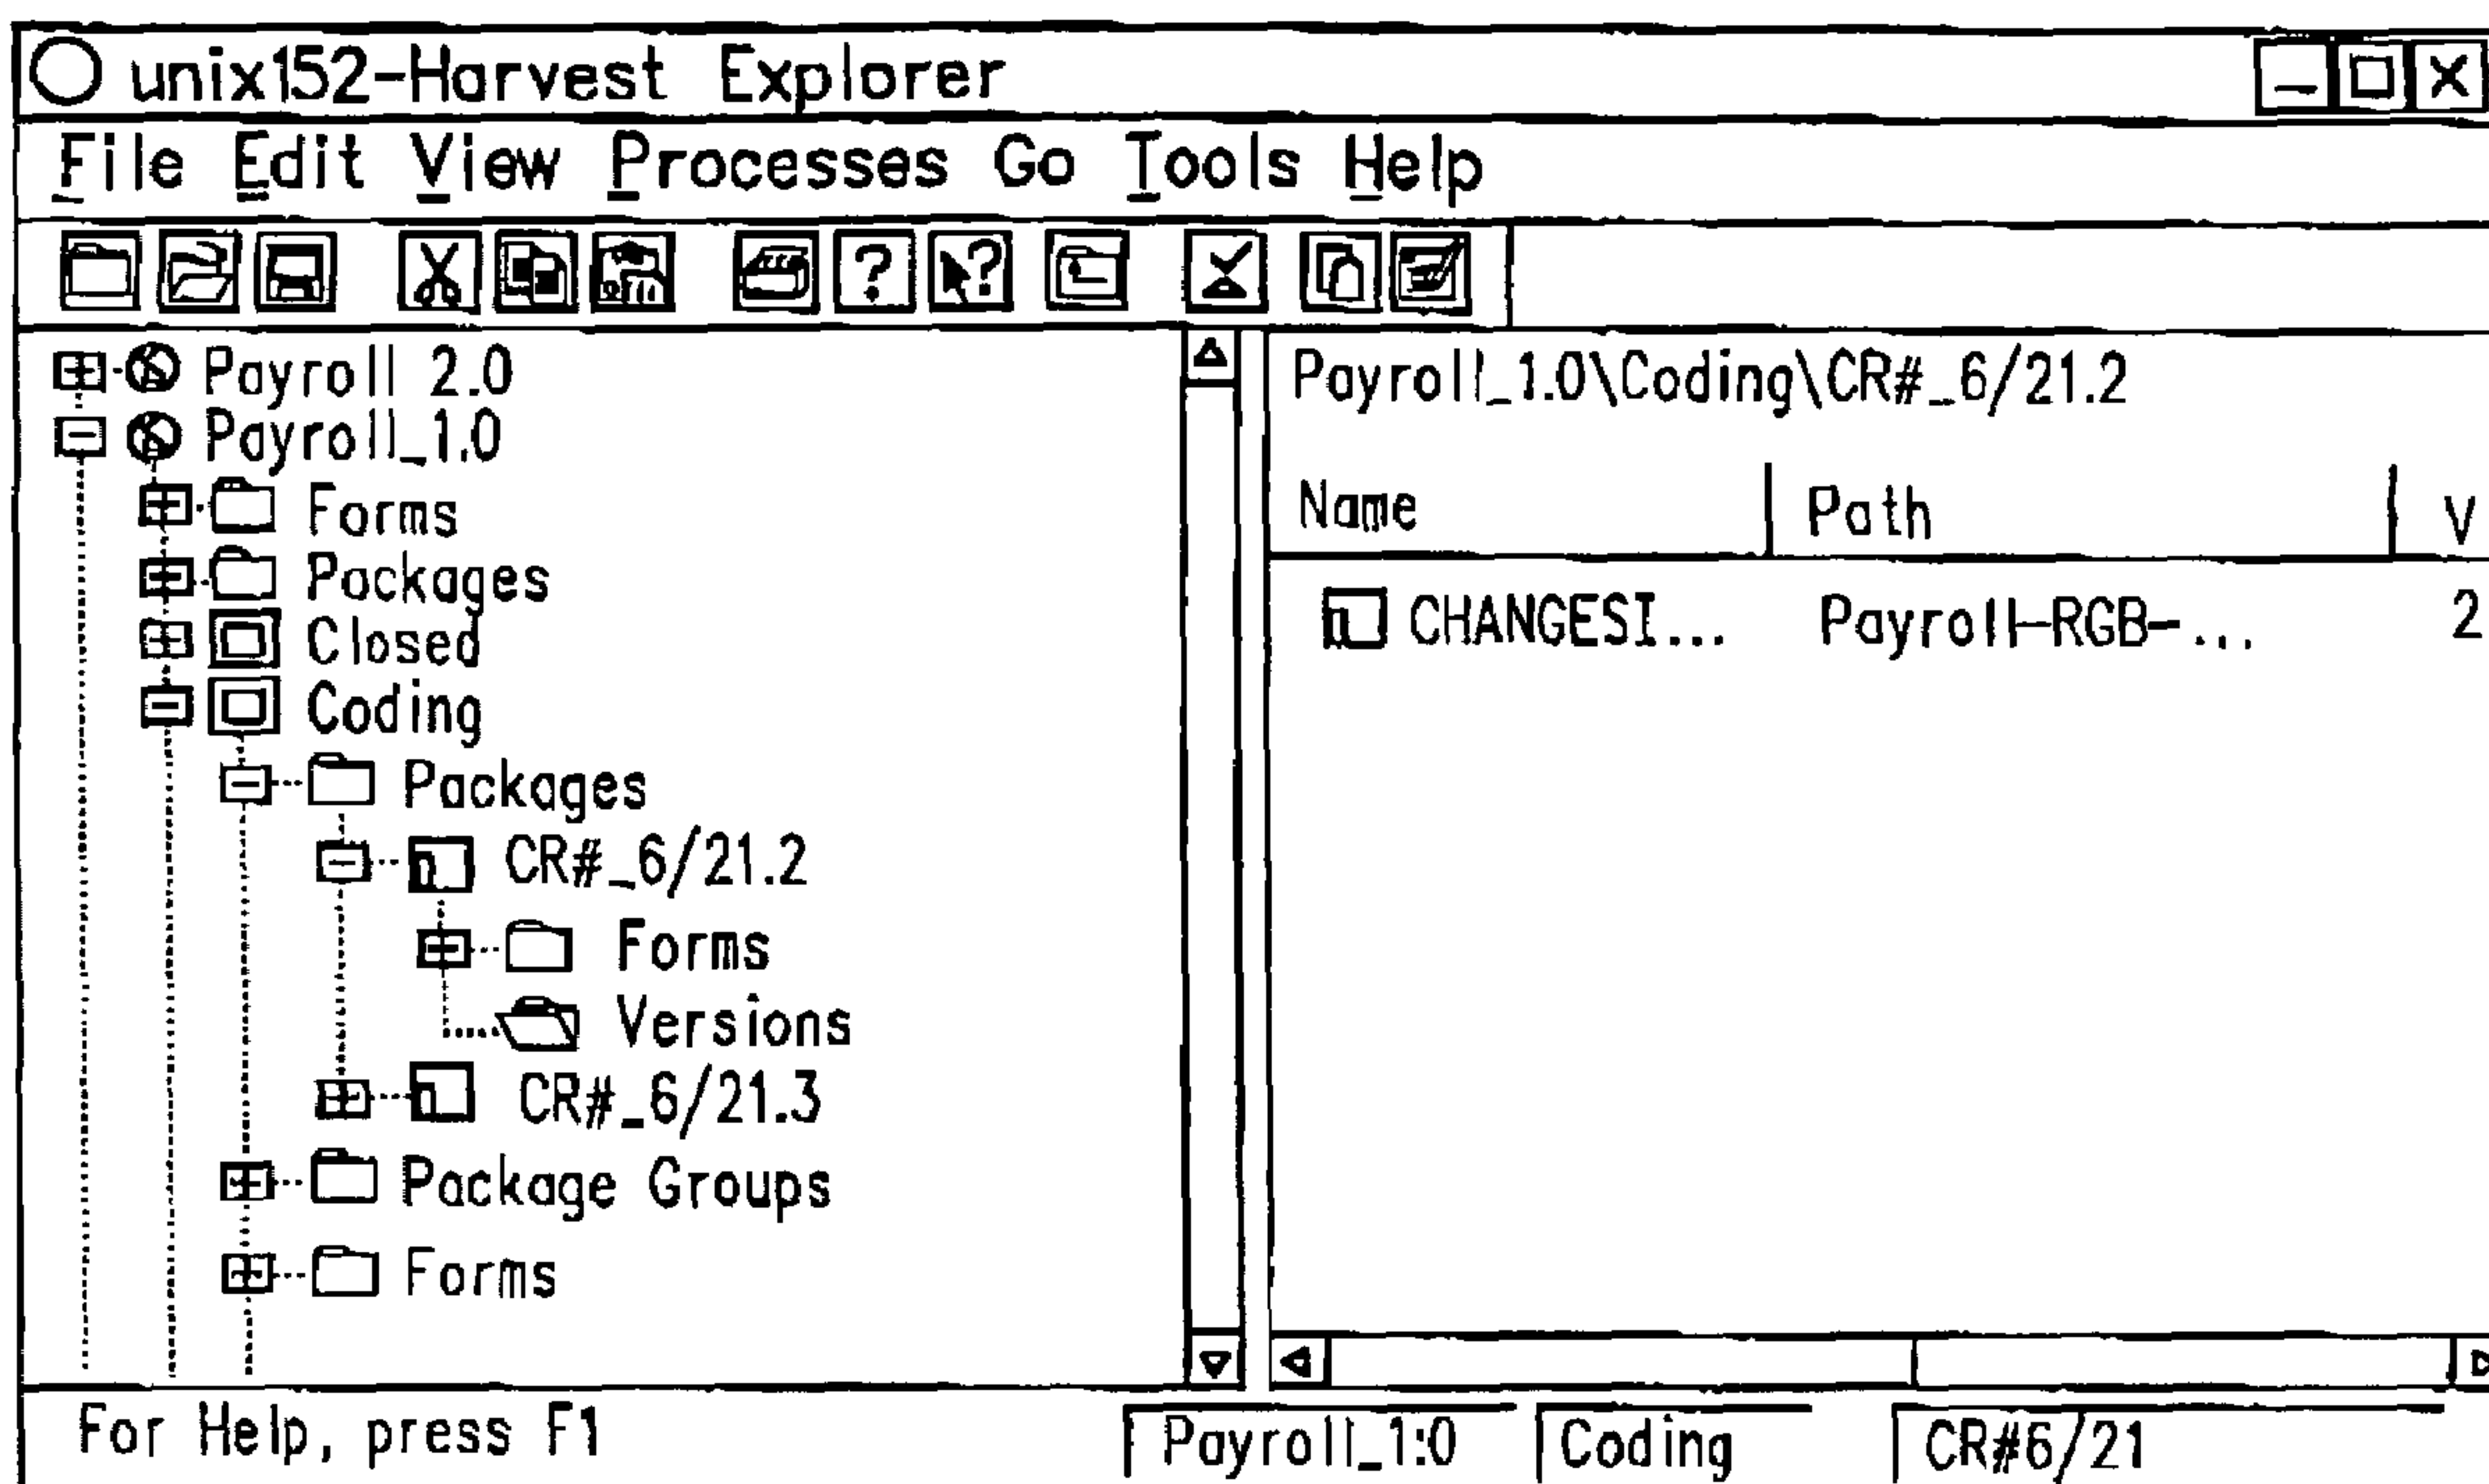 unix152-Harvest Explorer
File Edit View Processes Go Tools Help
Payroll 2.0
Payroll_1.0
Forms
Packages
Closed
Coding
Packages
CR#_6/21.2
Forms
Versions
CR#_6/21.3
Package Groups
Forms
Payroll_1.0\Coding\CR#_6/21.2
Name Path V
CHANGESI... Payroll-RGB-... 2
For Help, press F1 Payroll_1:0 Coding CR#6/21